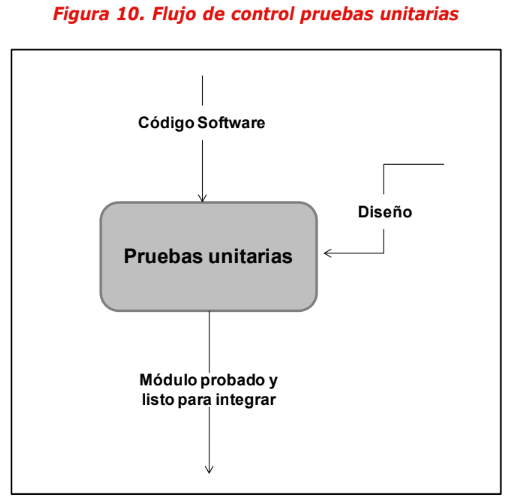 Figura 10. Flujo de control pruebas unitarias
Código Software
Diseño
Pruebas unitarias
Módulo probado y
listo para integrar